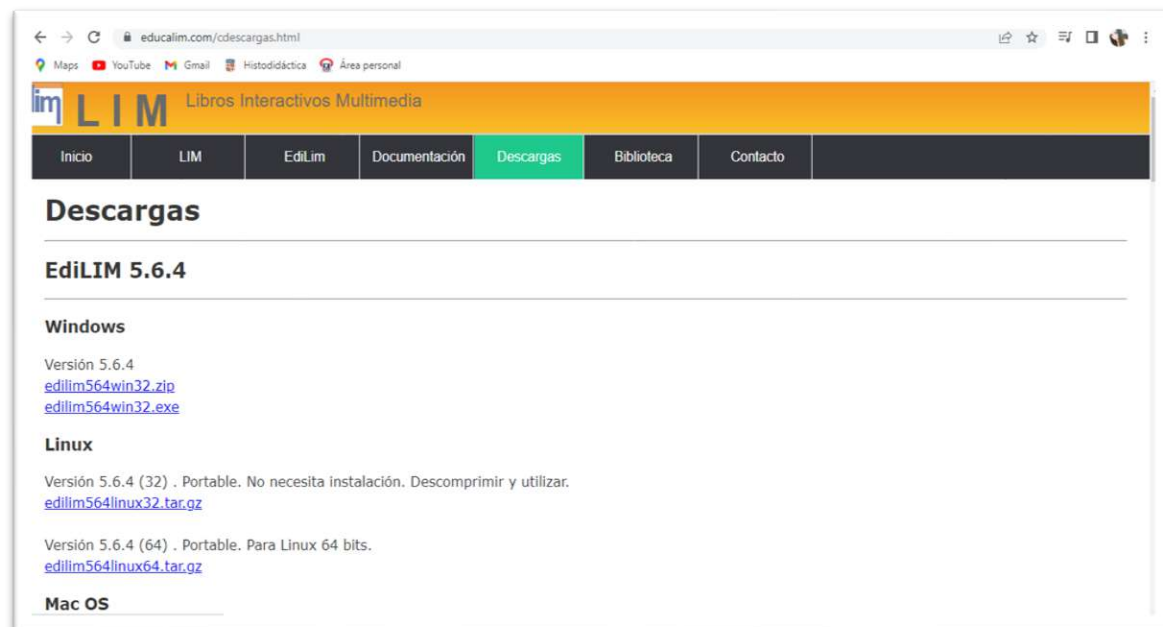 educalim.com/cdescargas.html
Maps YouTube Gmail Histodidáctica Área personal
lim LIM Libros Interactivos Multimedia
Inicio LIM EdiLim Documentación Descargas Biblioteca Contacto
Descargas
EdiLIM 5.6.4
Windows
Versión 5.6.4
edilim564win32.zip
edilim564win32.exe
Linux
Versión 5.6.4 (32) . Portable. No necesita instalación. Descomprimir y utilizar.
edilim564linux32.tar.gz
Versión 5.6.4 (64) . Portable. Para Linux 64 bits.
edilim564linux64.tar.gz
Mac OS